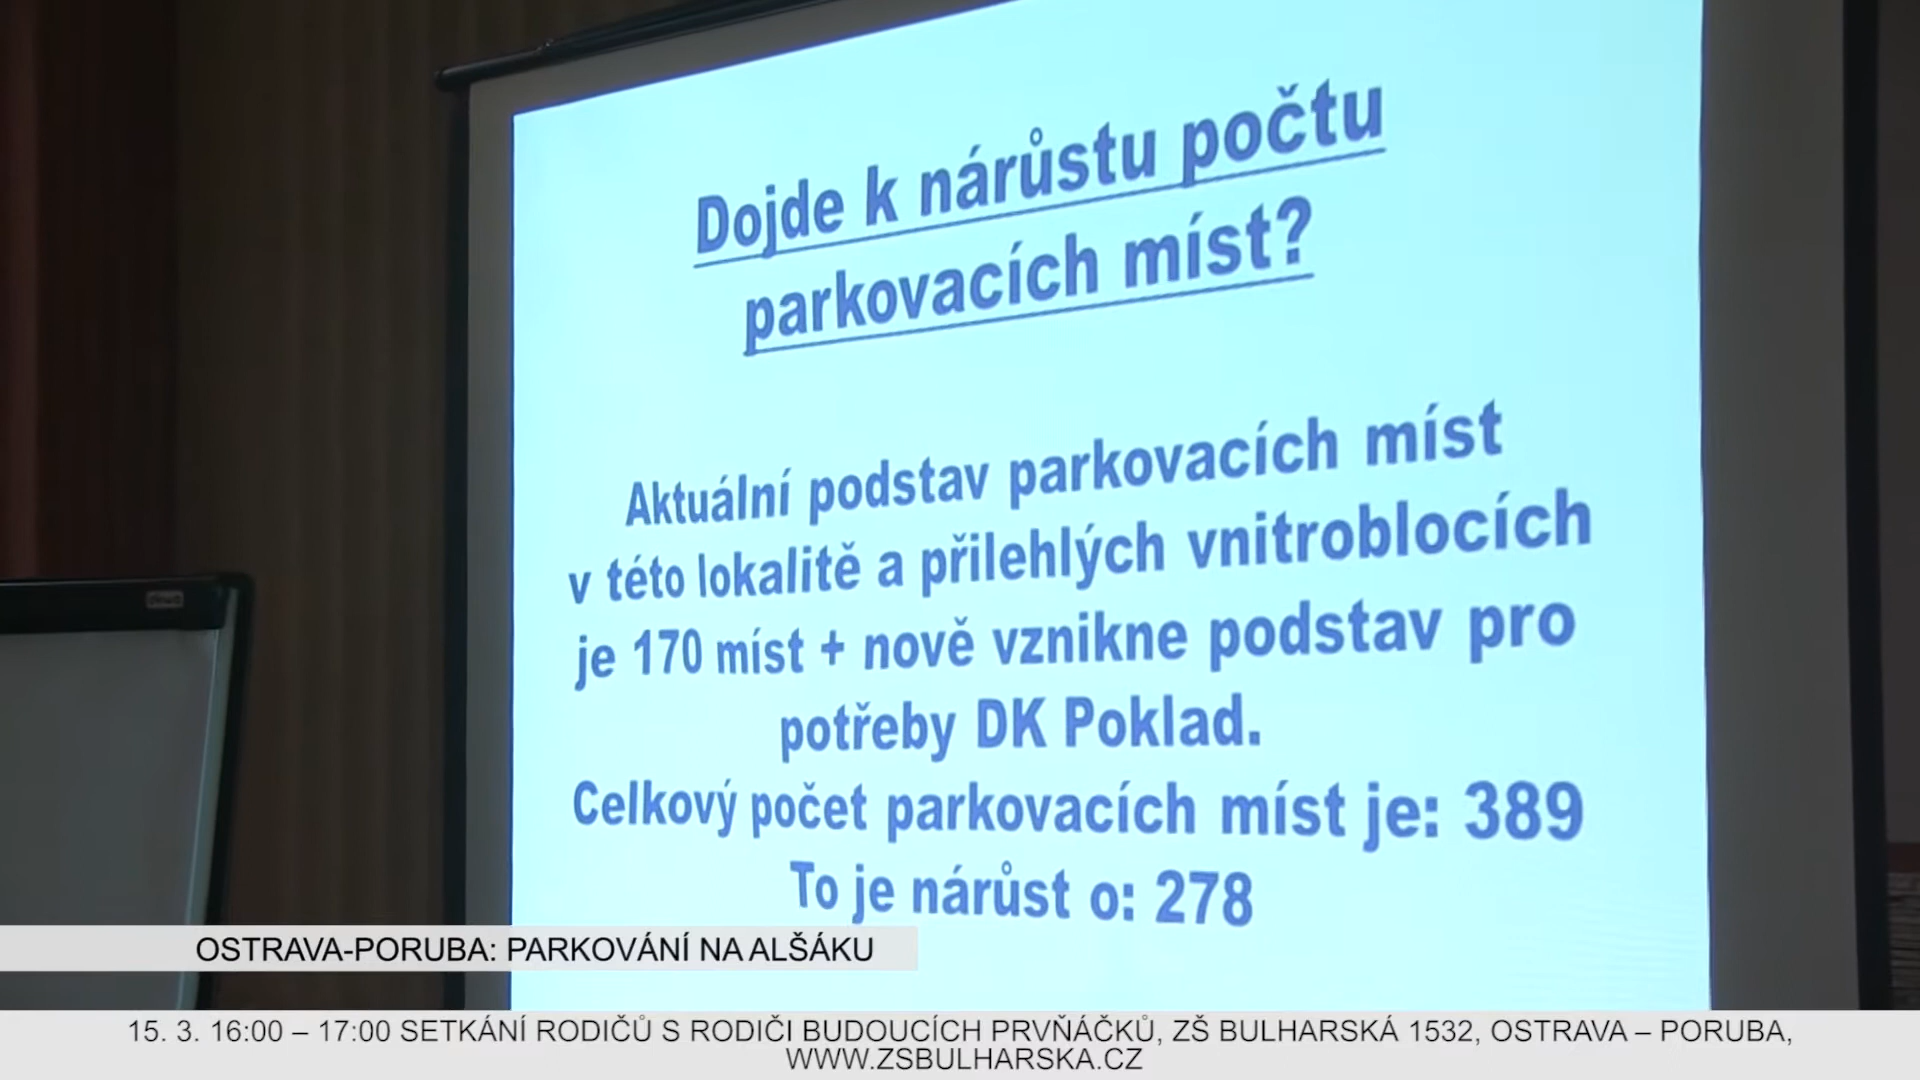 Dojde k nárůstu počtu
parkovacích míst?
Aktuální podstav parkovacích míst
v této lokalitě a přilehlých vnitroblocích
je 170 míst + nově vznikne podstav pro
potřeby DK Poklad.
Celkový počet parkovacích míst je: 389
To je nárůst o: 278
OSTRAVA-PORUBA: PARKOVÁNÍ NA ALŠÁKU
15. 3. 16:00 – 17:00 SETKÁNÍ RODIČŮ S RODIČI BUDOUCÍCH PRVŇÁČKŮ, ZŠ BULHARSKÁ 1532, OSTRAVA – PORUBA,
WWW.ZSBULHARSKA.CZ